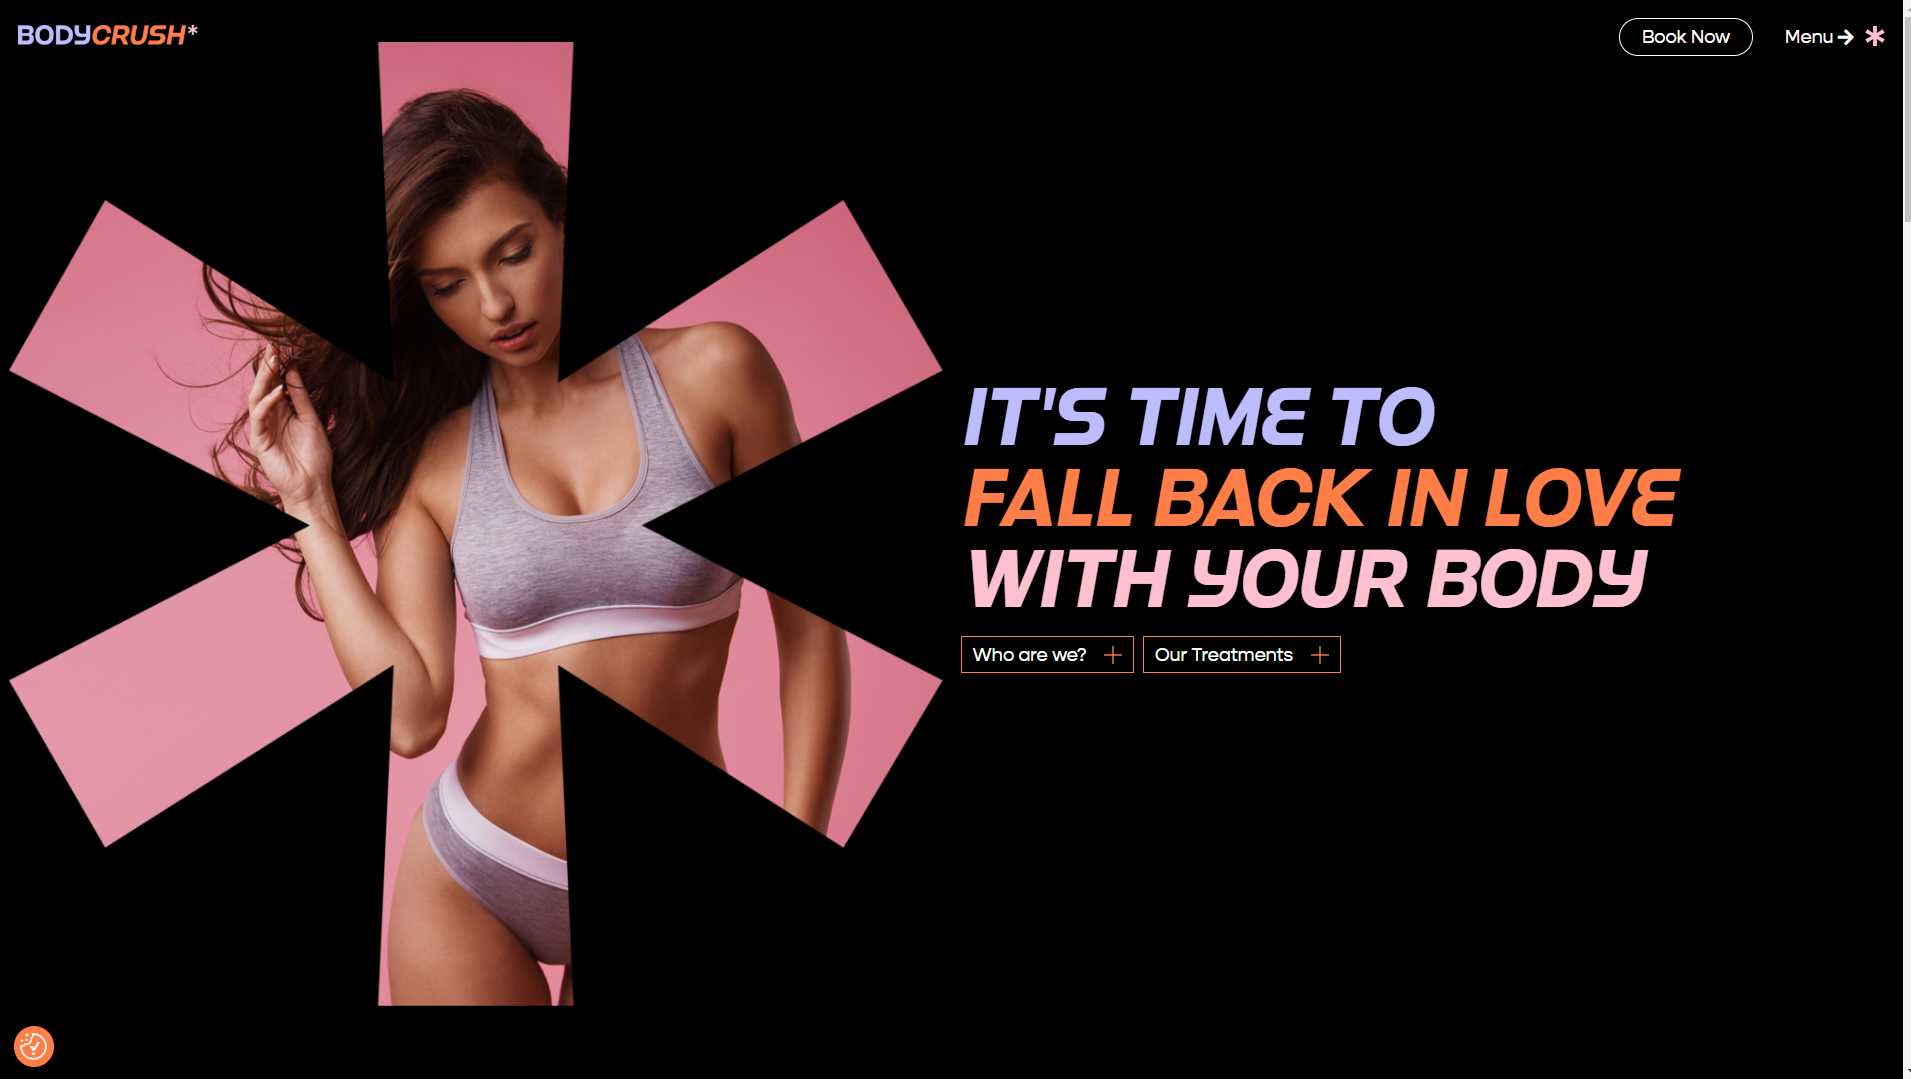 BODYCRUSH*
Book Now
Menu
IT'S TIME TO
FALL BACK IN LOVE
WITH YOUR BODY
Who are we?
Our Treatments